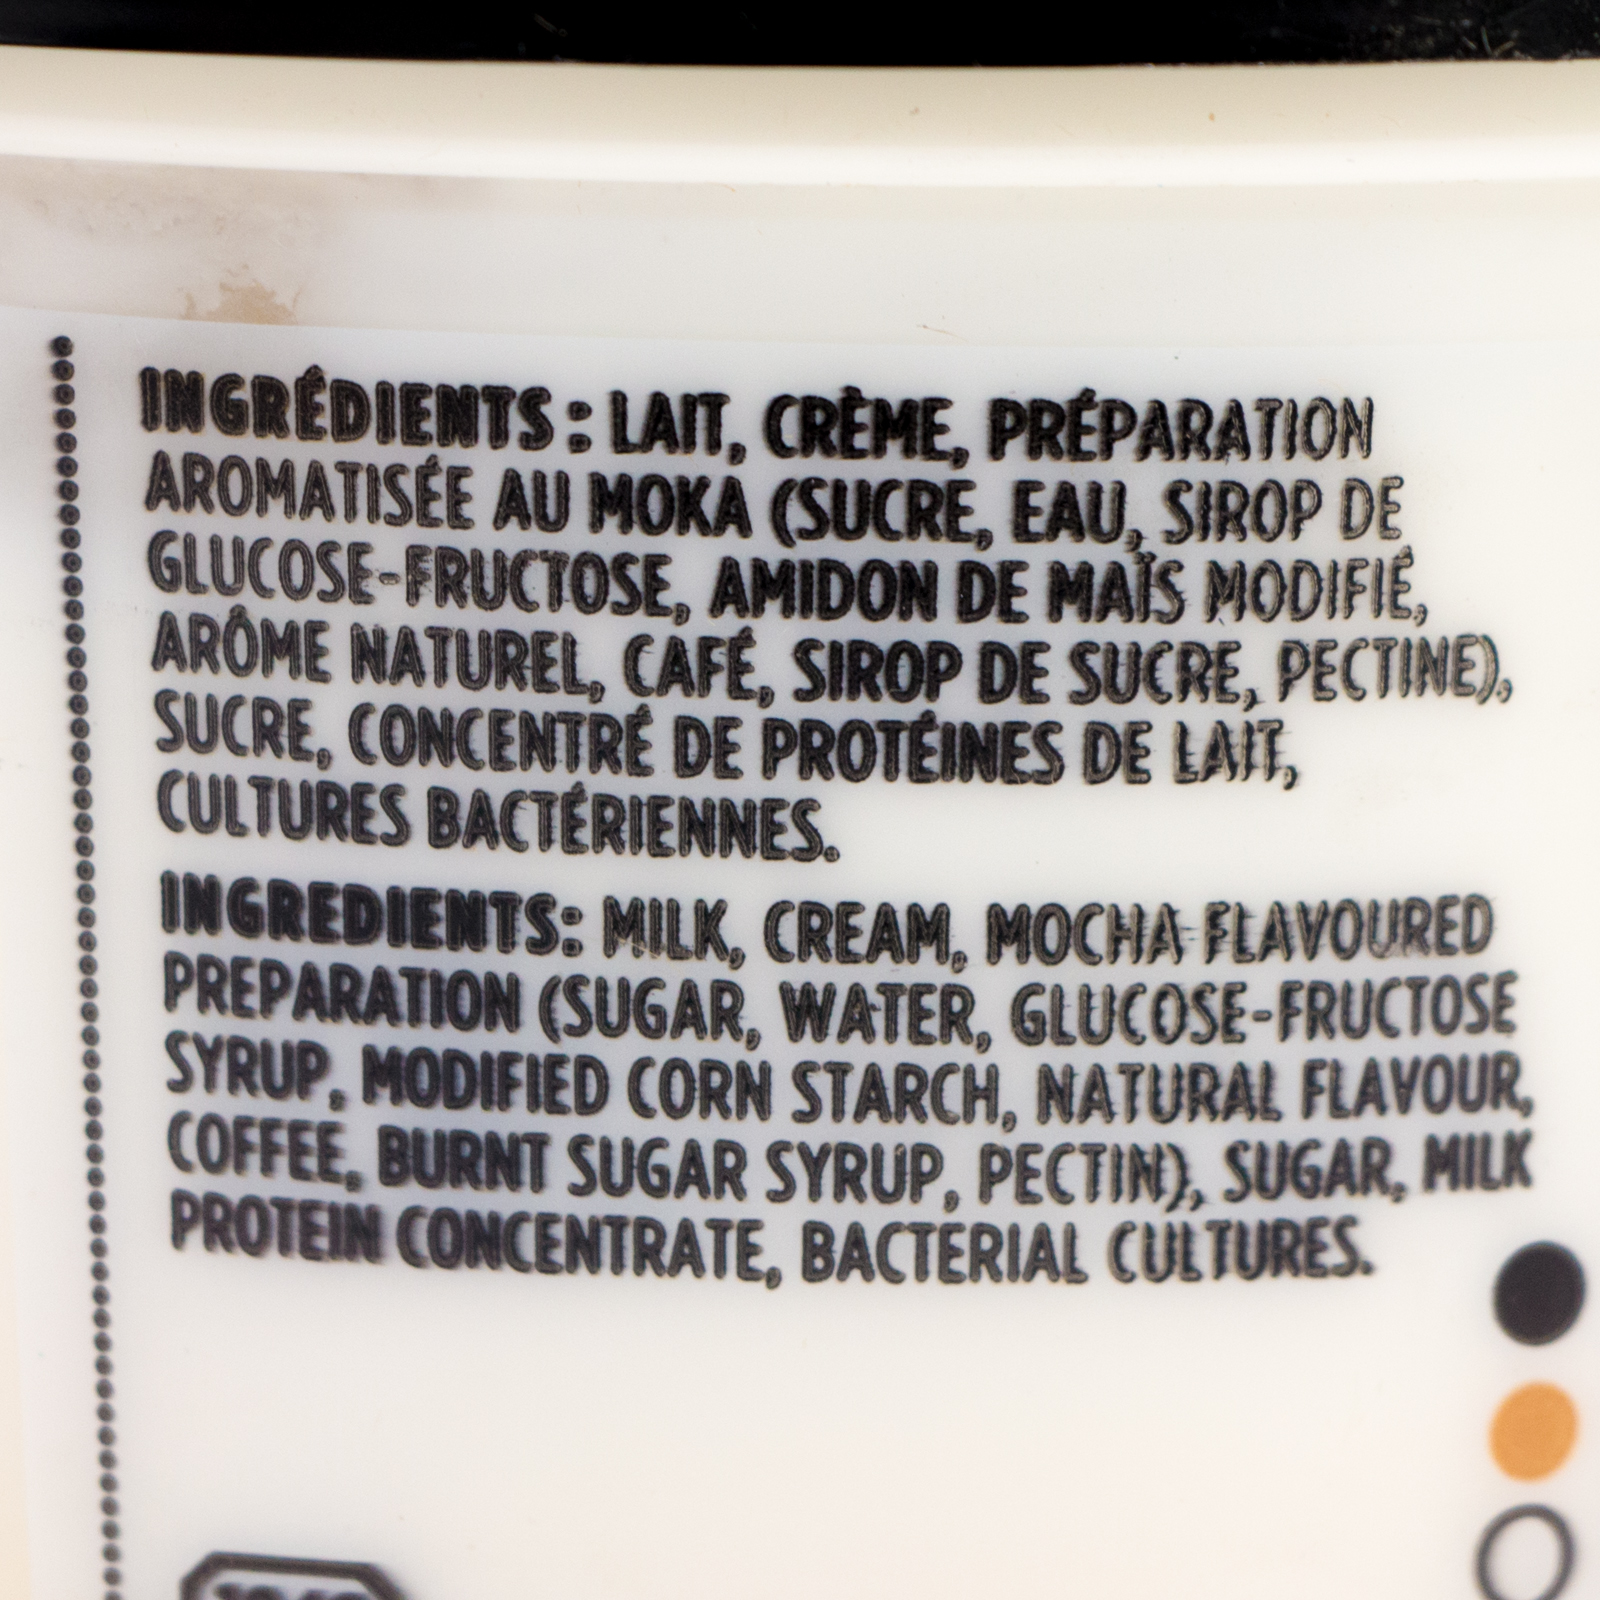 INGRÉDIENTS : LAIT, CRÈME, PRÉPARATION
AROMATISÉE AU MOKA (SUCRE, EAU, SIROP DE
GLUCOSE-FRUCTOSE, AMIDON DE MAÏS MODIFIÉ,
ARÔME NATUREL, CAFÉ, SIROP DE SUCRE, PECTINE),
SUCRE, CONCENTRÉ DE PROTÉINES DE LAIT,
CULTURES BACTÉRIENNES.
INGREDIENTS: MILK, CREAM, MOCHA FLAVOURED
PREPARATION (SUGAR, WATER, GLUCOSE-FRUCTOSE
SYRUP, MODIFIED CORN STARCH, NATURAL FLAVOUR,
COFFEE, BURNT SUGAR SYRUP, PECTIN), SUGAR, MILK
PROTEIN CONCENTRATE, BACTERIAL CULTURES.